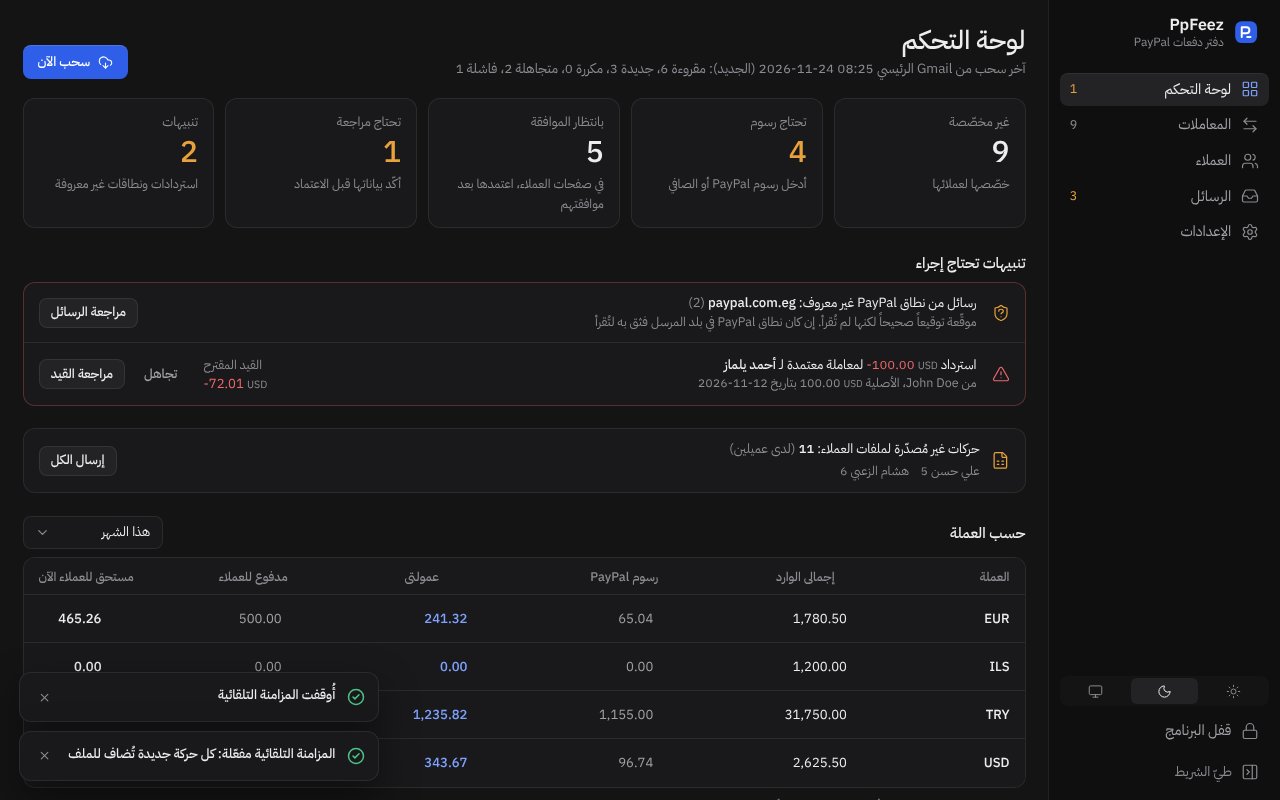 PpFeez
دفتر دفعات PayPal
لوحة التحكم 1
المعاملات 9
العملاء
الرسائل 3
الإعدادات
قفل البرنامج
طيّ الشريط
لوحة التحكم
آخر سحب من Gmail الرئيسي 08:25 24-11-2026 (الجديد): مقروءة 6، جديدة 3، مكررة 0، متجاهلة 2، فاشلة 1
سحب الآن
غير مخصّصة
9
خصّصها لعملائها
تحتاج رسوم
4
أدخل رسوم PayPal أو الصافي
بانتظار الموافقة
5
في صفحات العملاء، اعتمدها بعد
موافقتهم
تحتاج مراجعة
1
أكّد بياناتها قبل الاعتماد
تنبيهات
2
استردادات ونطاقات غير معروفة
تنبيهات تحتاج إجراء
رسائل من نطاق PayPal غير معروف: paypal.com.eg (2)
موقّعة توقيعاً صحيحاً لكنها لم تُقرأ. إن كان نطاق PayPal في بلد المرسل فثق به لتُقرأ
مراجعة الرسائل
استرداد -100.00 USD لمعاملة معتمدة لـ أحمد يلماز
من John Doe، الأصلية 100.00 USD بتاريخ 12-11-2026
القيد المقترح
-72.01 USD
تجاهل
مراجعة القيد
حركات غير مُصدّرة لملفات العملاء: 11 (لدى عميلين)
علي حسن 5 هشام الزعبي 6
إرسال الكل
حسب العملة
هذا الشهر
العملة إجمالي الوارد رسوم PayPal عمولتي مدفوع للعملاء مستحق للعملاء الآن
EUR 1,780.50 65.04 241.32 500.00 465.26
ILS 1,200.00 0.00 0.00 0.00 0.00
TRY 31,750.00 1,155.00 1,235.82
USD 2,625.50 96.74 343.67
أُوقفت المزامنة التلقائية
المزامنة التلقائية مفعّلة: كل حركة جديدة تُضاف للملف